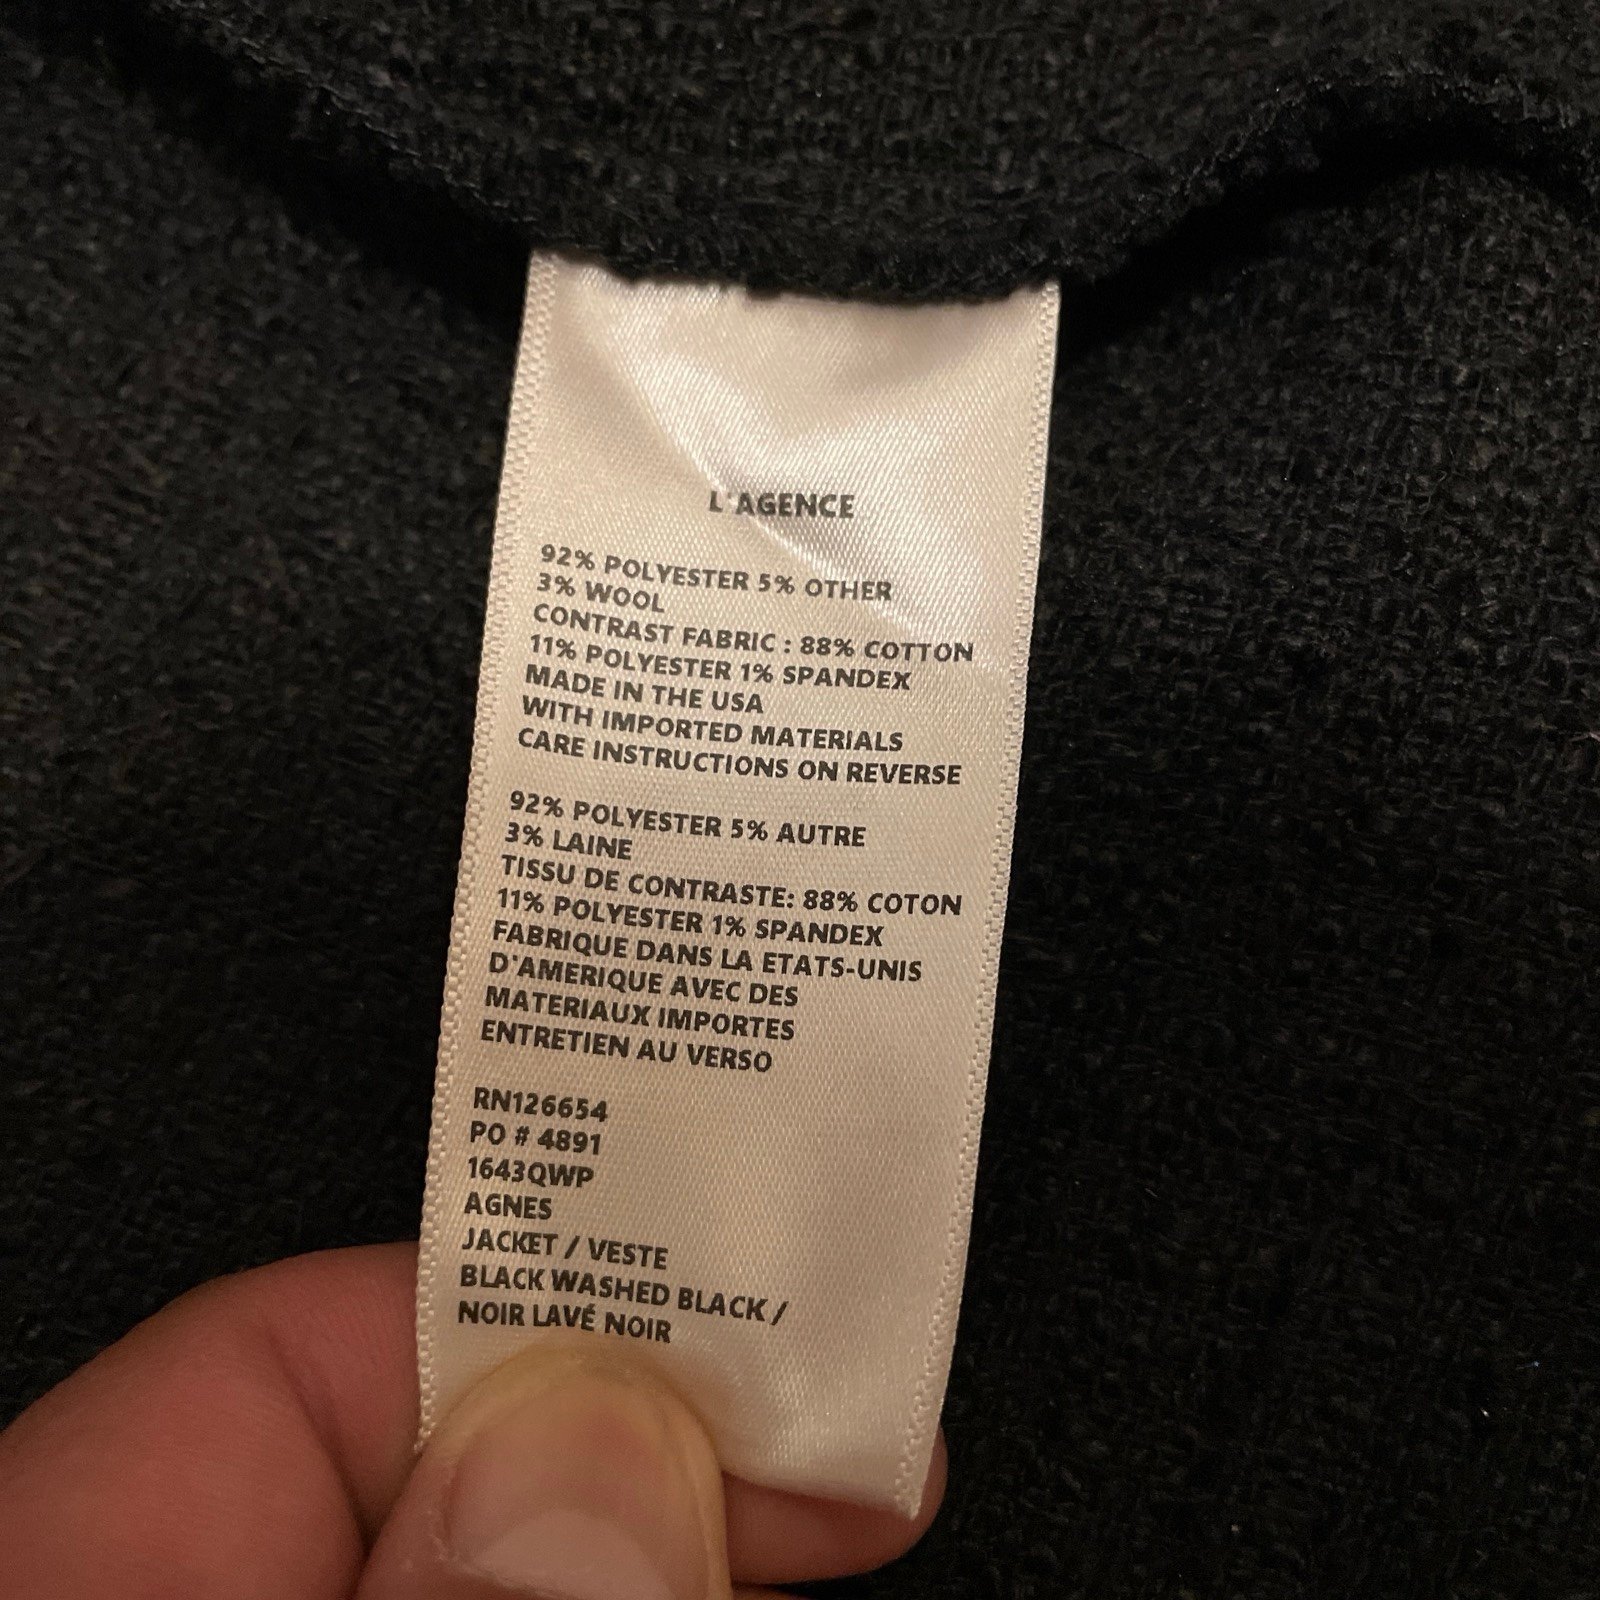 L'AGENCE
92% POLYESTER 5% OTHER
3% WOOL
CONTRAST FABRIC : 88% COTTON
11% POLYESTER 1% SPANDEX
MADE IN THE USA
WITH IMPORTED MATERIALS
CARE INSTRUCTIONS ON REVERSE
92% POLYESTER 5% AUTRE
3% LAINE
TISSU DE CONTRASTE: 88% COTON
11% POLYESTER 1% SPANDEX
FABRIQUE DANS LA ETATS-UNIS
D'AMERIQUE AVEC DES
MATERIAUX IMPORTES
ENTRETIEN AU VERSO
RN126654
PO # 4891
1643QWP
AGNES
JACKET / VESTE
BLACK WASHED BLACK /
NOIR LAVÉ NOIR